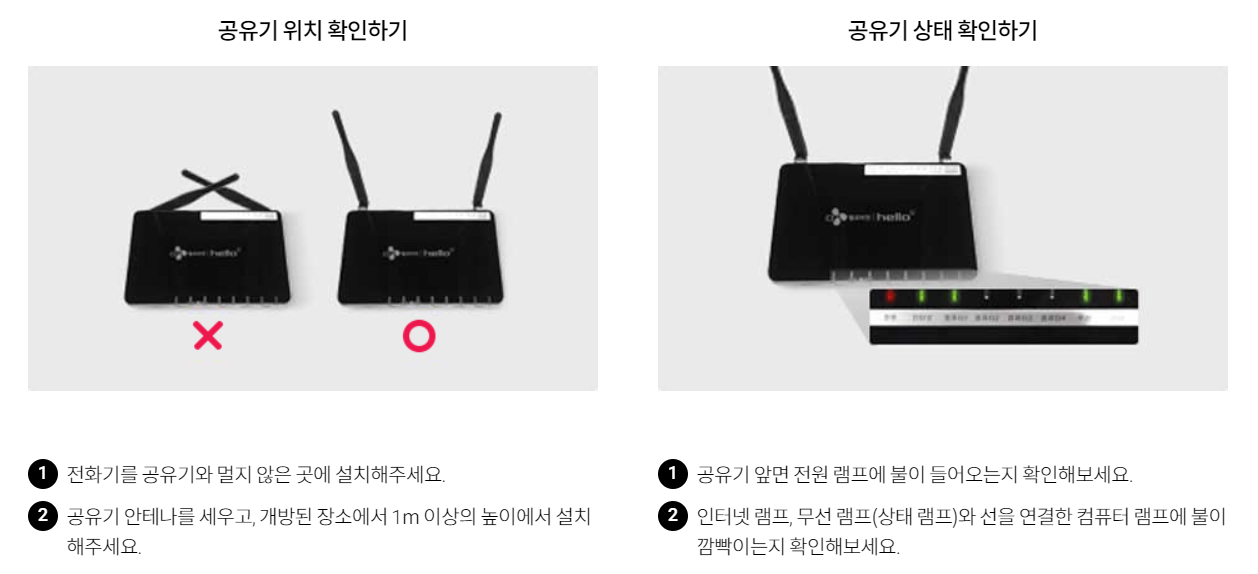 공유기 위치 확인하기
hello
hello
1 전화기를 공유기와 멀지 않은 곳에 설치해주세요.
2 공유기 안테나를 세우고, 개방된 장소에서 1m 이상의 높이에서 설치
해주세요.
공유기 상태 확인하기
hello
1 공유기 앞면 전원 램프에 불이 들어오는지 확인해보세요.
2 인터넷 램프, 무선 램프(상태 램프)와 선을 연결한 컴퓨터 램프에 불이
깜빡이는지 확인해보세요.